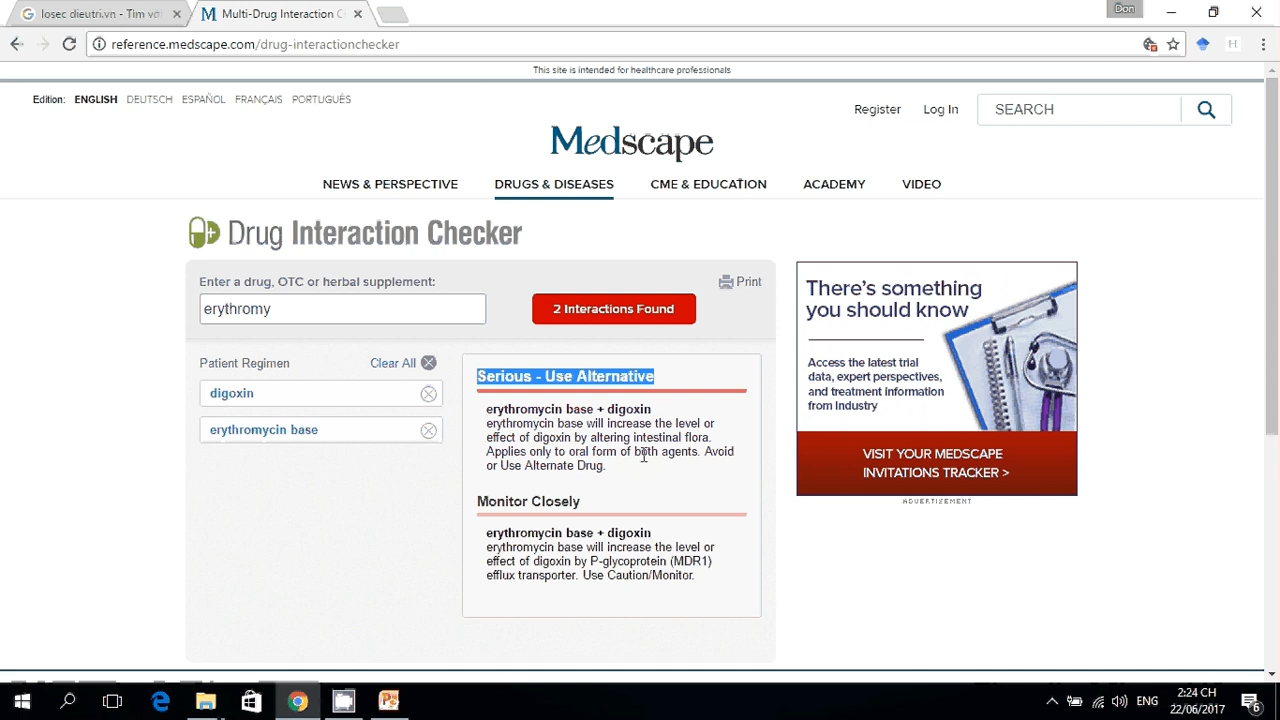 losec dieutri.vn - Tìm vớ
Multi-Drug Interaction C
Don
reference.medscape.com/drug-interactionchecker
This site is intended for healthcare professionals
Edition: ENGLISH DEUTSCH ESPAÑOL FRANÇAIS PORTUGUÊS
Register Log In SEARCH
Medscape
NEWS & PERSPECTIVE DRUGS & DISEASES CME & EDUCATION ACADEMY VIDEO
Drug Interaction Checker
Enter a drug, OTC or herbal supplement:
Print
erythromy
2 Interactions Found
Patient Regimen Clear All
digoxin
erythromycin base
Serious - Use Alternative
erythromycin base + digoxin
erythromycin base will increase the level or
effect of digoxin by altering intestinal flora.
Applies only to oral form of both agents. Avoid
or Use Alternate Drug.
Monitor Closely
erythromycin base + digoxin
erythromycin base will increase the level or
effect of digoxin by P-glycoprotein (MDR1)
efflux transporter. Use Caution/Monitor.
There's something
you should know
Access the latest trial
data, expert perspectives,
and treatment information
from Industry
VISIT YOUR MEDSCAPE
INVITATIONS TRACKER >
ADVERTISEMENT
ENG
2:24 CH
22/06/2017
6